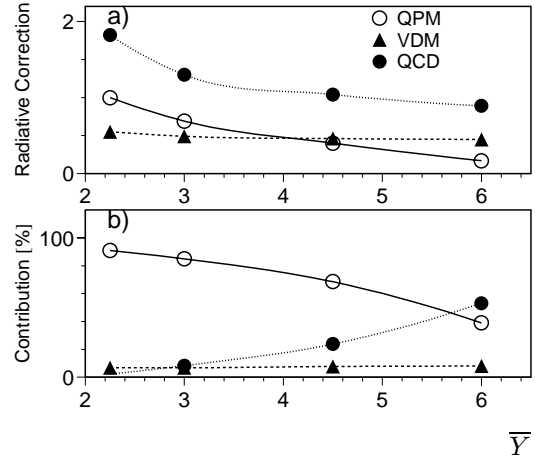 a)
QPM
VDM
QCD
Radiative Correction
2
0
2 3 4 5 6
b)
Contribution [%]
100
0
2 3 4 5 6
Y